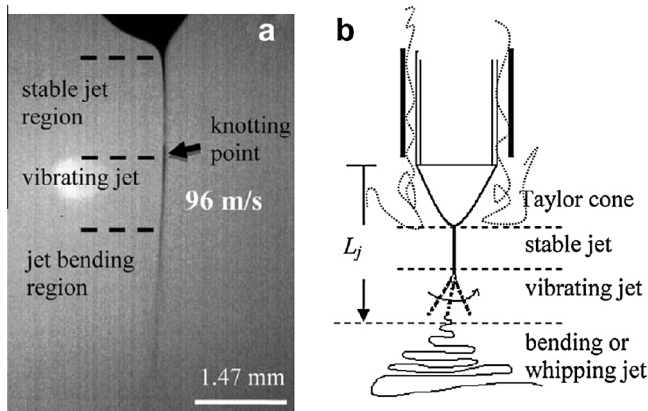 a
stable jet
region
knotting
point
vibrating jet
96 m/s
jet bending
region
1.47 mm
b
Taylor cone
Lj
stable jet
vibrating jet
bending or
whipping jet